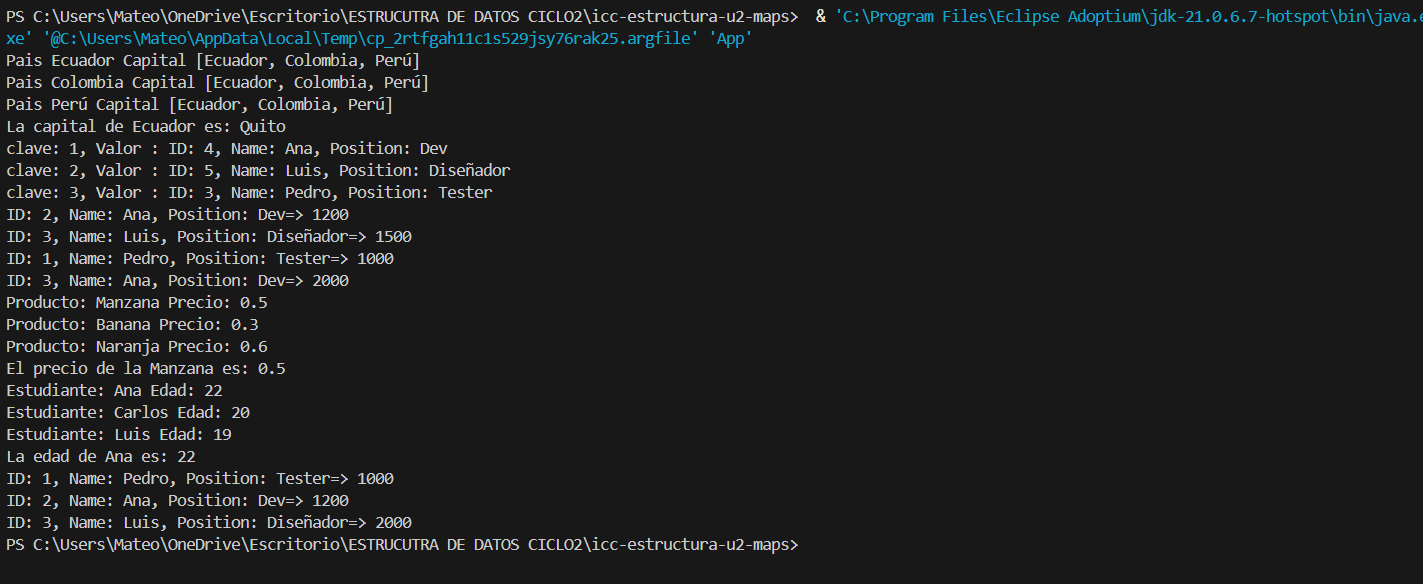 PS C:\Users\Mateo\OneDrive\Escritorio\ESTRUCUTRA DE DATOS CICLO2\icc-estructura-u2-maps>  & 'C:\Program Files\Eclipse Adoptium\jdk-21.0.6.7-hotspot\bin\java.e
xe' '@C:\Users\Mateo\AppData\Local\Temp\cp_2rtfgah11c1s529jsy76rak25.argfile' 'App'
Pais Ecuador Capital [Ecuador, Colombia, Perú]
Pais Colombia Capital [Ecuador, Colombia, Perú]
Pais Perú Capital [Ecuador, Colombia, Perú]
La capital de Ecuador es: Quito
clave: 1, Valor : ID: 4, Name: Ana, Position: Dev
clave: 2, Valor : ID: 5, Name: Luis, Position: Diseñador
clave: 3, Valor : ID: 3, Name: Pedro, Position: Tester
ID: 2, Name: Ana, Position: Dev=> 1200
ID: 3, Name: Luis, Position: Diseñador=> 1500
ID: 1, Name: Pedro, Position: Tester=> 1000
ID: 3, Name: Ana, Position: Dev=> 2000
Producto: Manzana Precio: 0.5
Producto: Banana Precio: 0.3
Producto: Naranja Precio: 0.6
El precio de la Manzana es: 0.5
Estudiante: Ana Edad: 22
Estudiante: Carlos Edad: 20
Estudiante: Luis Edad: 19
La edad de Ana es: 22
ID: 1, Name: Pedro, Position: Tester=> 1000
ID: 2, Name: Ana, Position: Dev=> 1200
ID: 3, Name: Luis, Position: Diseñador=> 2000
PS C:\Users\Mateo\OneDrive\Escritorio\ESTRUCUTRA DE DATOS CICLO2\icc-estructura-u2-maps>